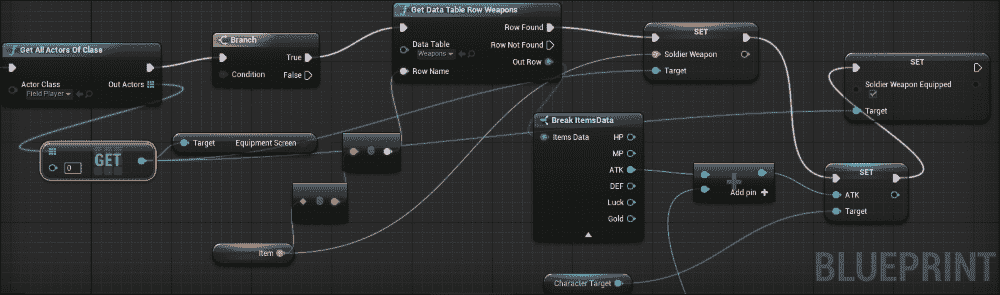 Get All Actors Of Class
Actor Class
Field Player
Out Actors
Branch
Condition
True
False
Get Data Table Row Weapons
Data Table
Weapons
Row Name
Row Found
Row Not Found
Out Row
SET
Soldier Weapon
Target
SET
Soldier Weapon Equipped
Target
0
GET
Target
Equipment Screen
Break ItemsData
Items Data
HP
MP
ATK
DEF
Luck
Gold
Add pin
SET
ATK
Target
Item
Character Target
BLUEPRINT